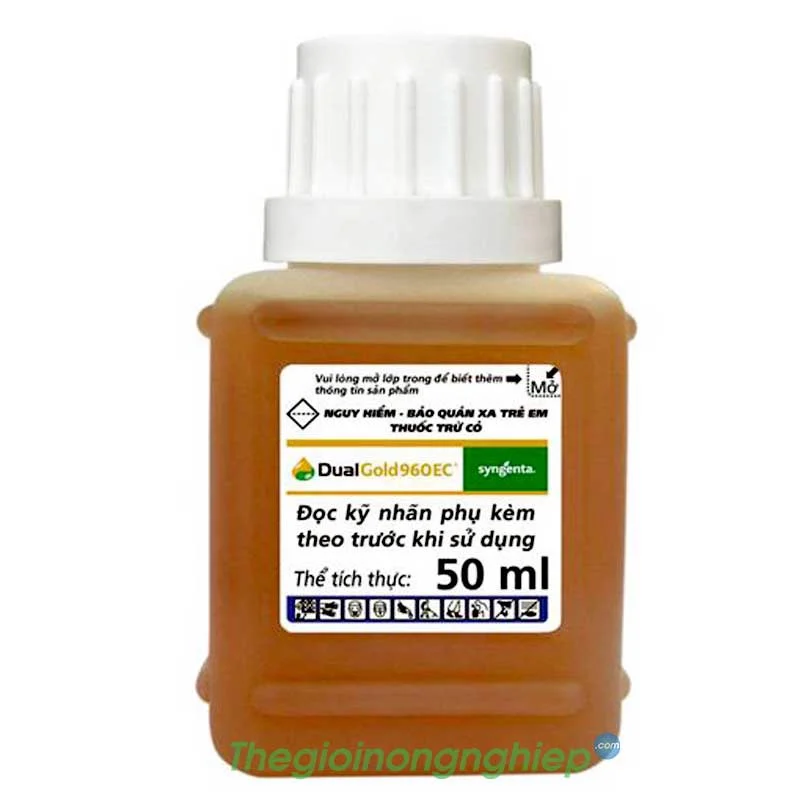 Vui lòng mở lớp trong để biết thêm
thông tin sản phẩm
Mở
NGUY HIỂM - BẢO QUẢN XA TRẺ EM
THUỐC TRỪ CỎ
DualGold960EC®
syngenta.
Đọc kỹ nhãn phụ kèm
theo trước khi sử dụng
Thể tích thực: 50 ml
Thegioinongnghiep.com